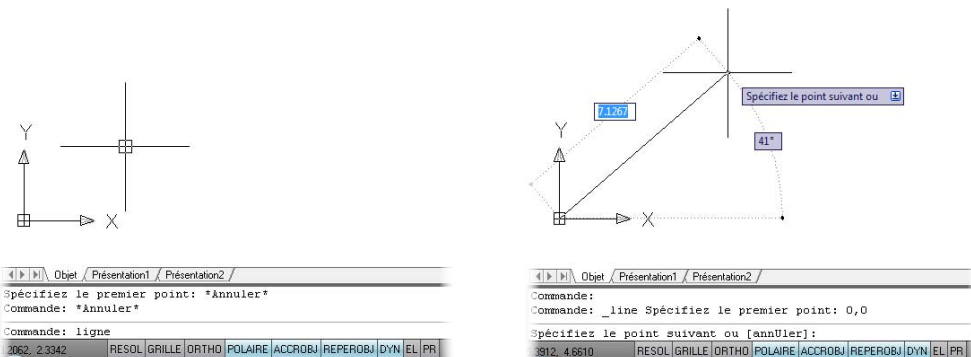 Y
X
Objet Présentation1 Présentation2
Spécifiez le premier point: *Annuler*
Commande: *Annuler*
Commande: ligne
2062, 2.3342 RESOL GRILLE ORTHO POLAIRE ACCROBJ REPEROBJ DYN EL PR
Spécifiez le point suivant ou
7.1267
41°
Y
X
Objet Présentation1 Présentation2
Commande:
Commande: _line Spécifiez le premier point: 0,0
Spécifiez le point suivant ou [annUler]:
3912, 4.6610 RESOL GRILLE ORTHO POLAIRE ACCROBJ REPEROBJ DYN EL PR